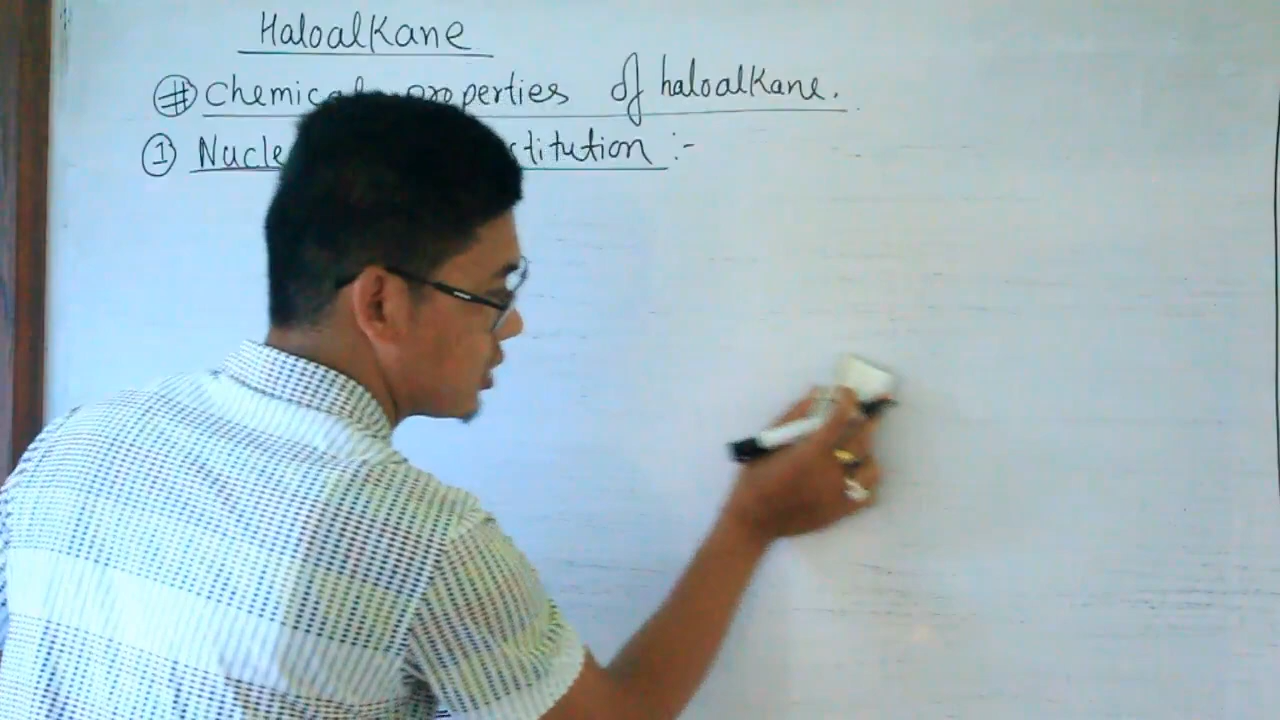 Haloalkane
# Chemical properties of haloalkane.
① Nucle stitution :-